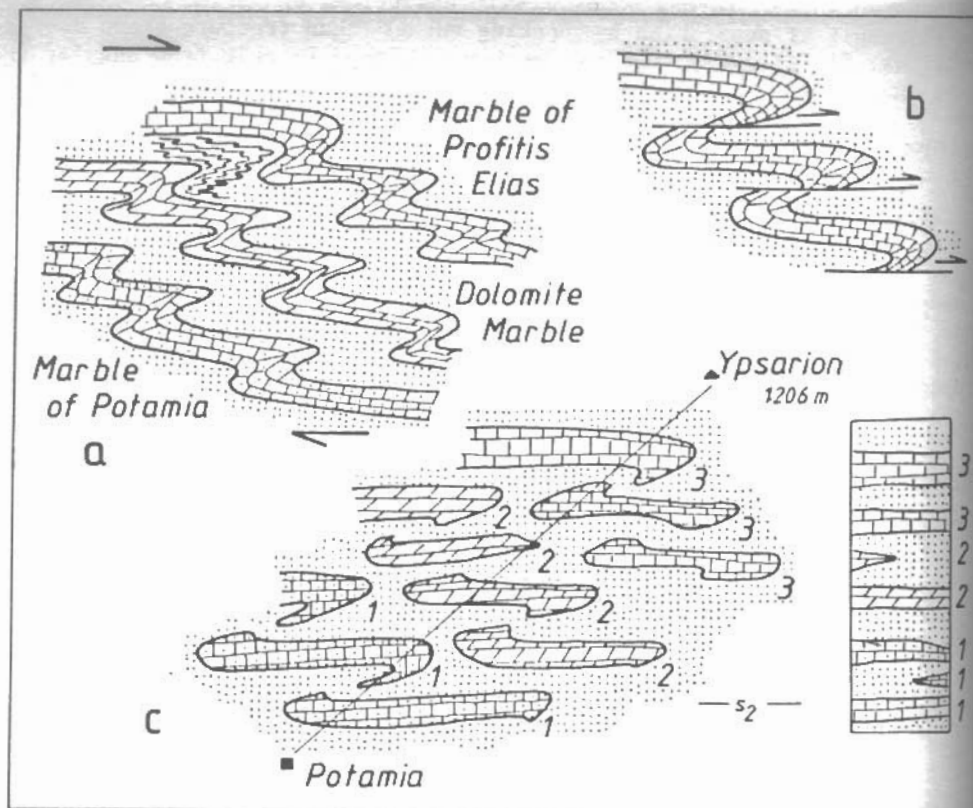 Marble of
Profitis
Elias
b
Dolomite
Marble
Marble
of Potamia
a
Ypsarion
1206 m
3
2
3
2
3
1
2
1
2
1
c
s2
Potamia
3
3
2
2
1
1
1